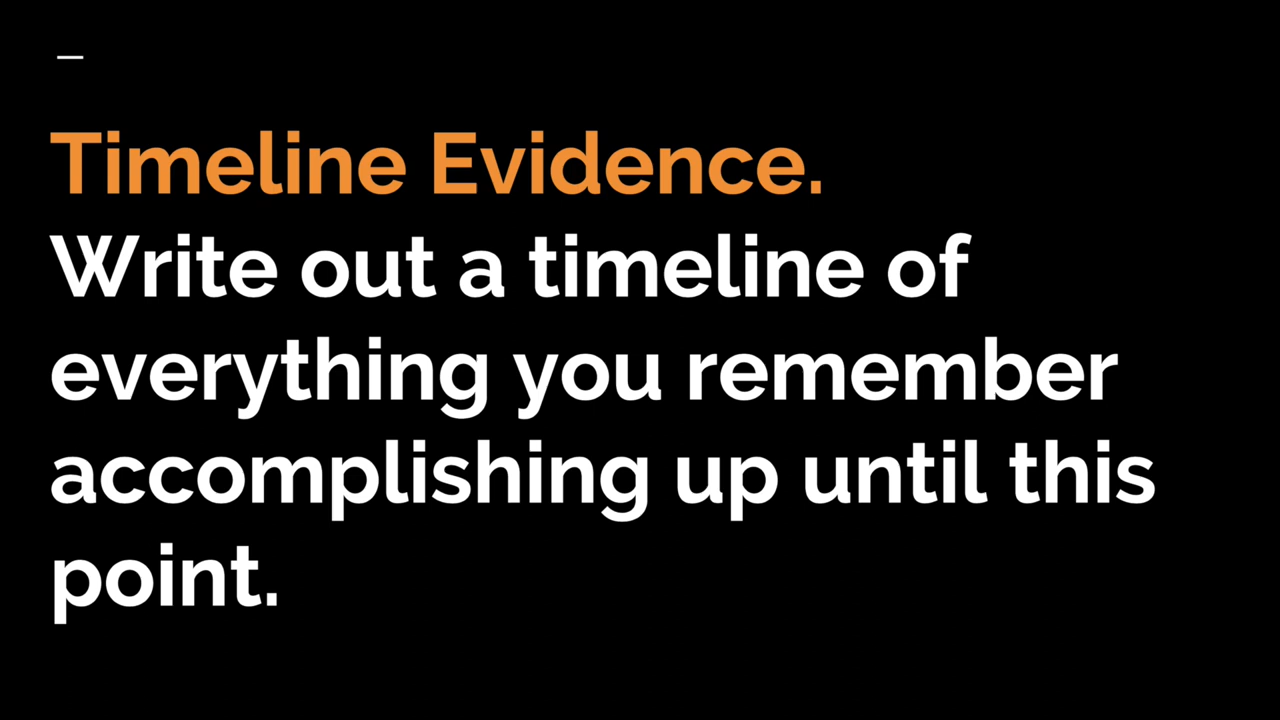 Timeline Evidence.
Write out a timeline of
everything you remember
accomplishing up until this
point.